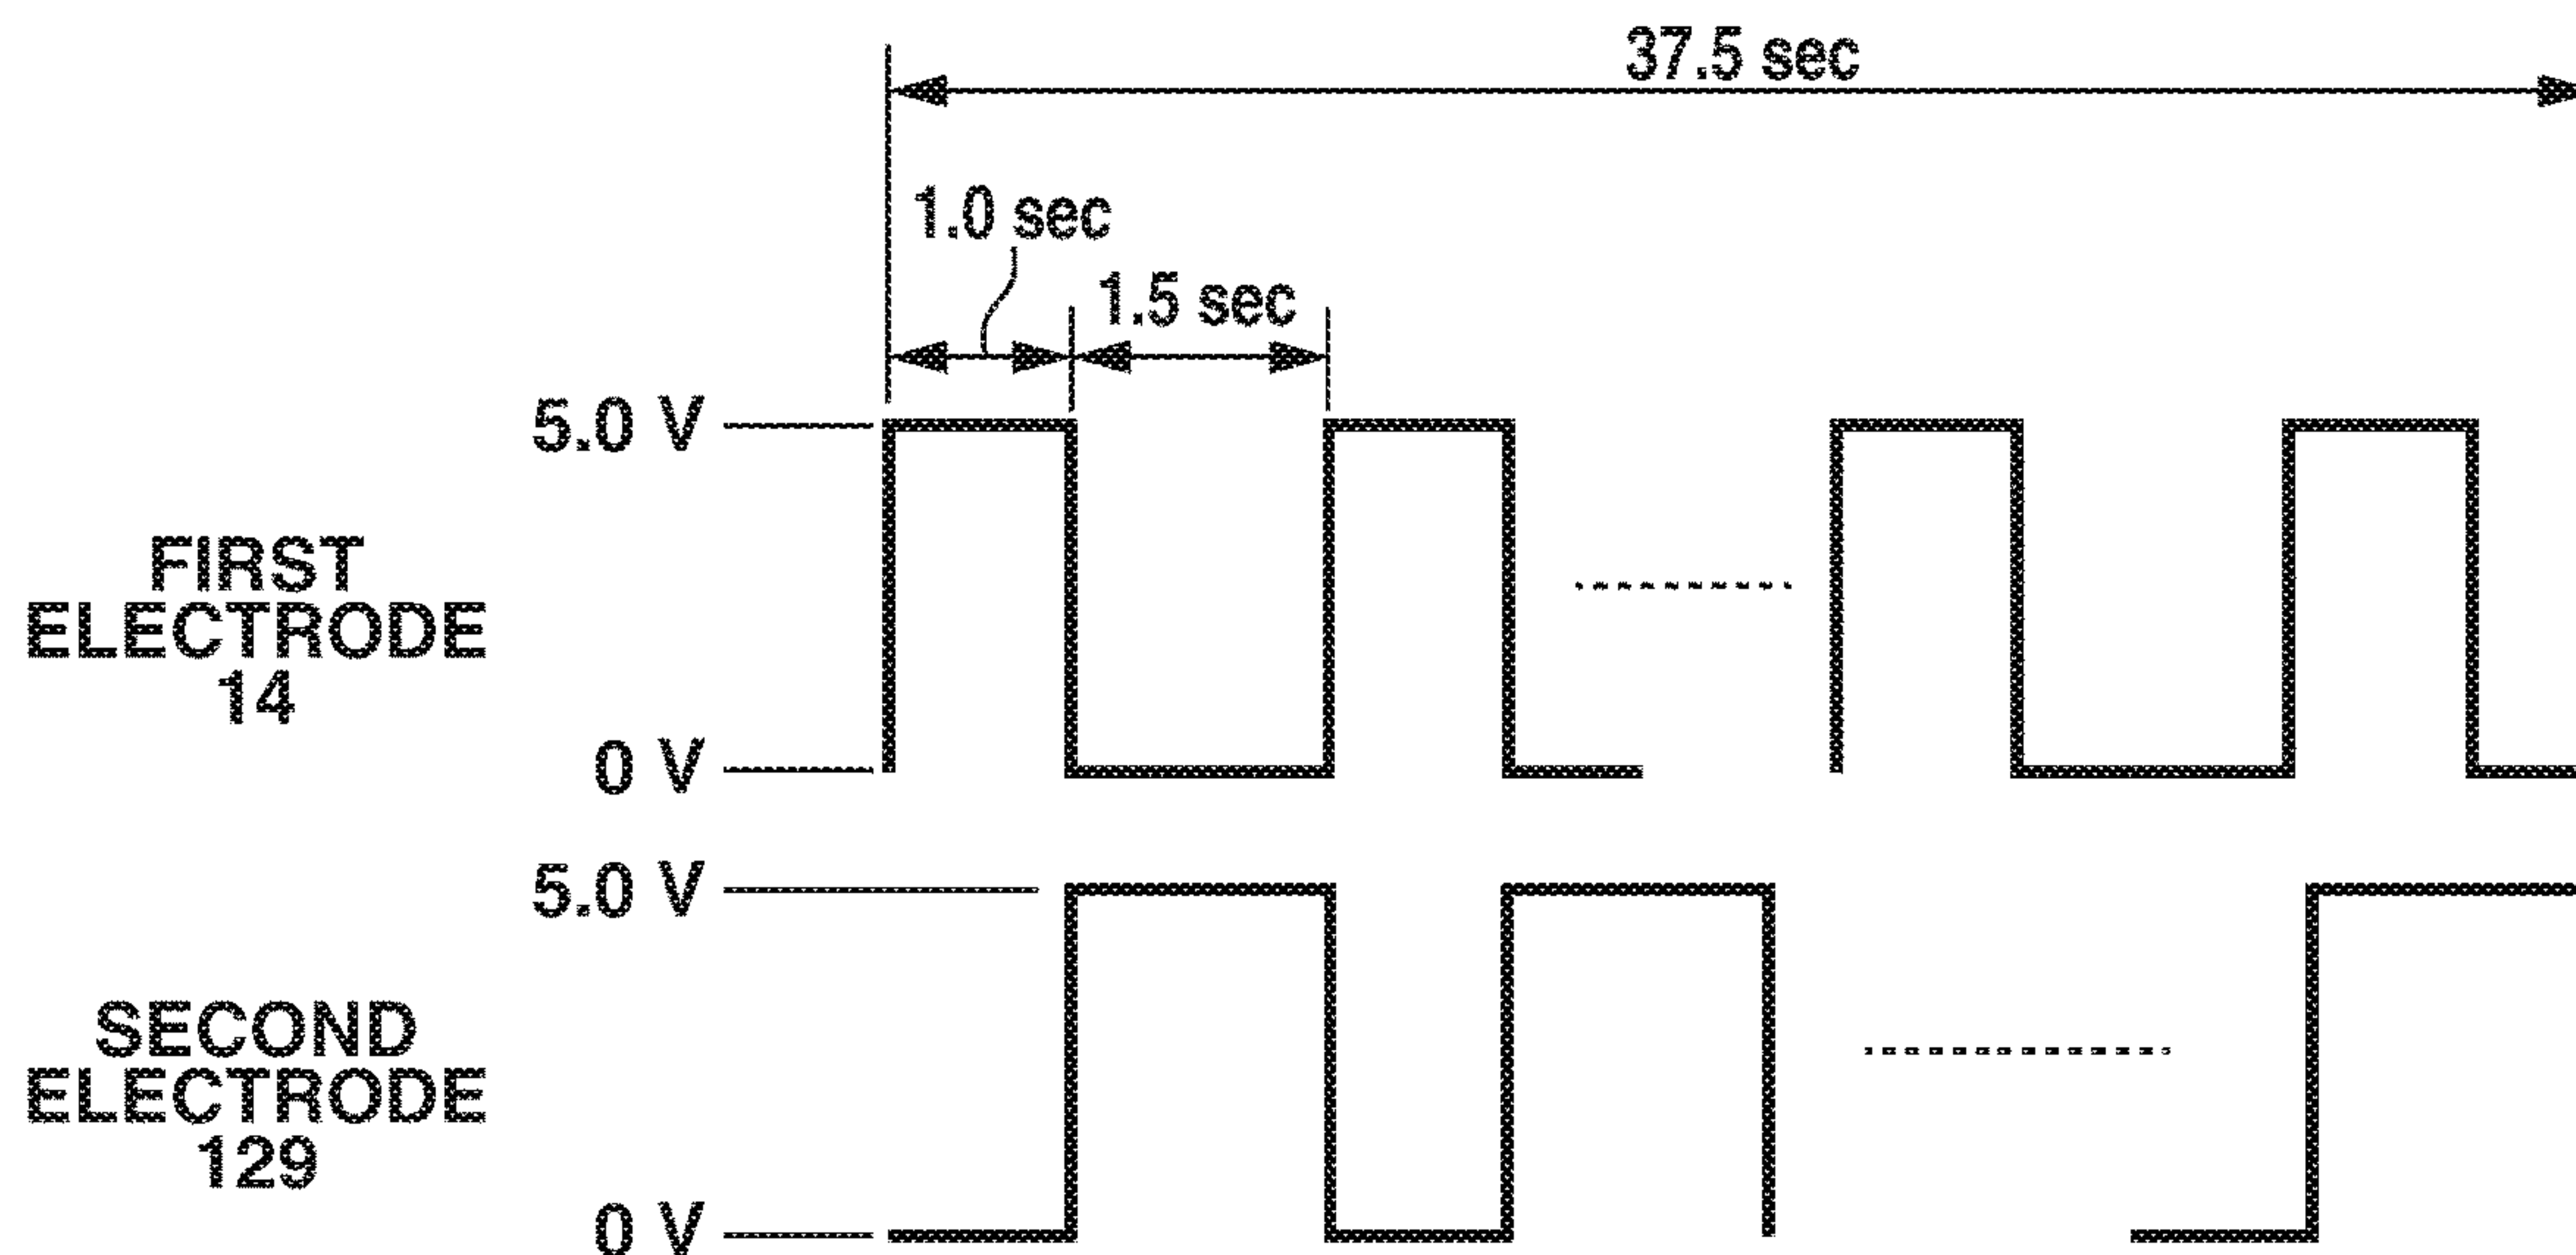 37.5 sec
1.0 sec
1.5 sec
5.0 V
FIRST
ELECTRODE
14
0 V
5.0 V
SECOND
ELECTRODE
129
0 V